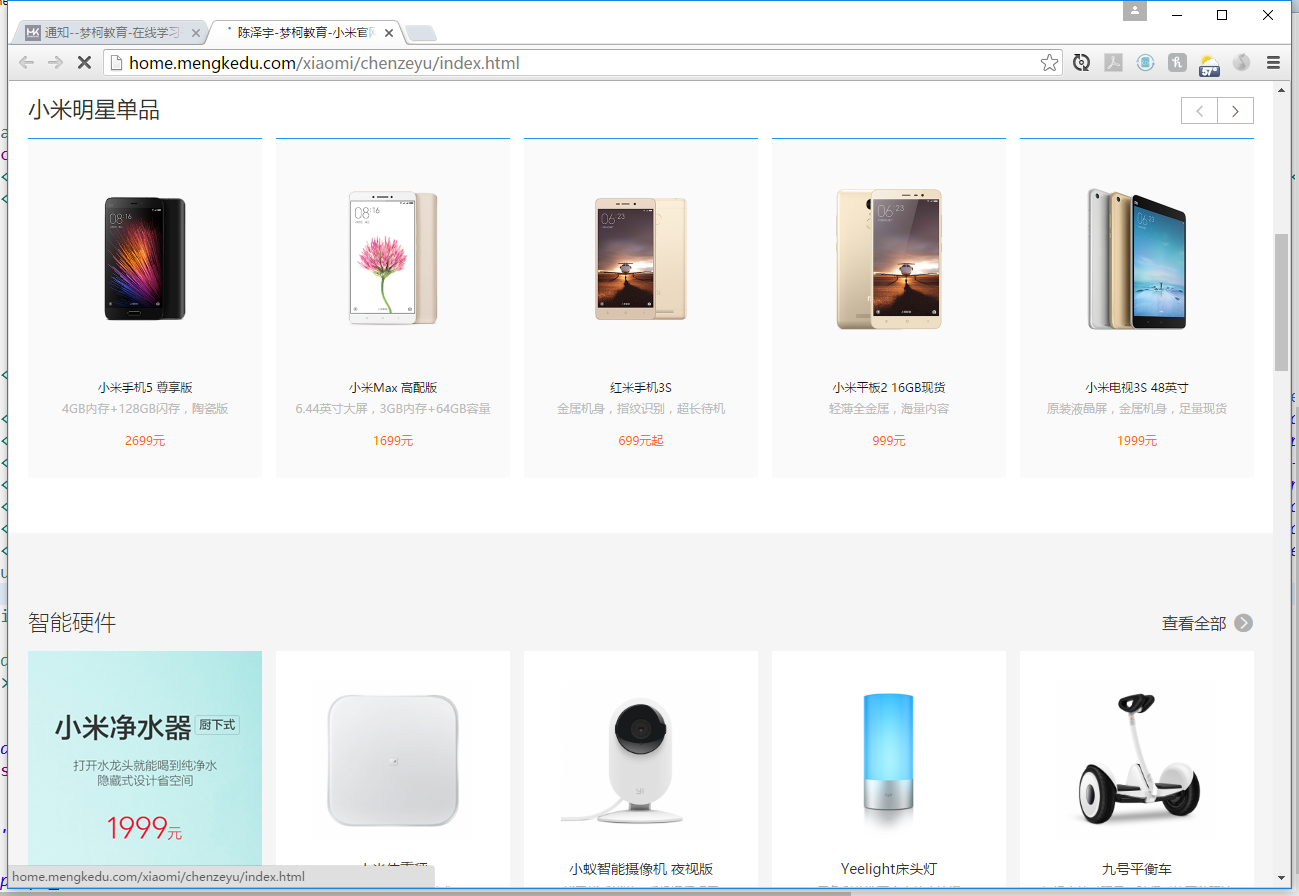 通知--梦柯教育-在线学习
陈泽宇-梦柯教育-小米官网
home.mengkedu.com/xiaomi/chenzeyu/index.html
57°
小米明星单品
小米手机5 尊享版
4GB内存+128GB闪存，陶瓷版
2699元
小米Max 高配版
6.44英寸大屏，3GB内存+64GB容量
1699元
红米手机3S
金属机身，指纹识别，超长待机
699元起
小米平板2 16GB现货
轻薄全金属，海量内容
999元
小米电视3S 48英寸
原装液晶屏，金属机身，足量现货
1999元
智能硬件
查看全部
小米净水器 厨下式
打开水龙头就能喝到纯净水
隐藏式设计省空间
1999元
小蚁智能摄像机 夜视版
Yeelight床头灯
九号平衡车
home.mengkedu.com/xiaomi/chenzeyu/index.html